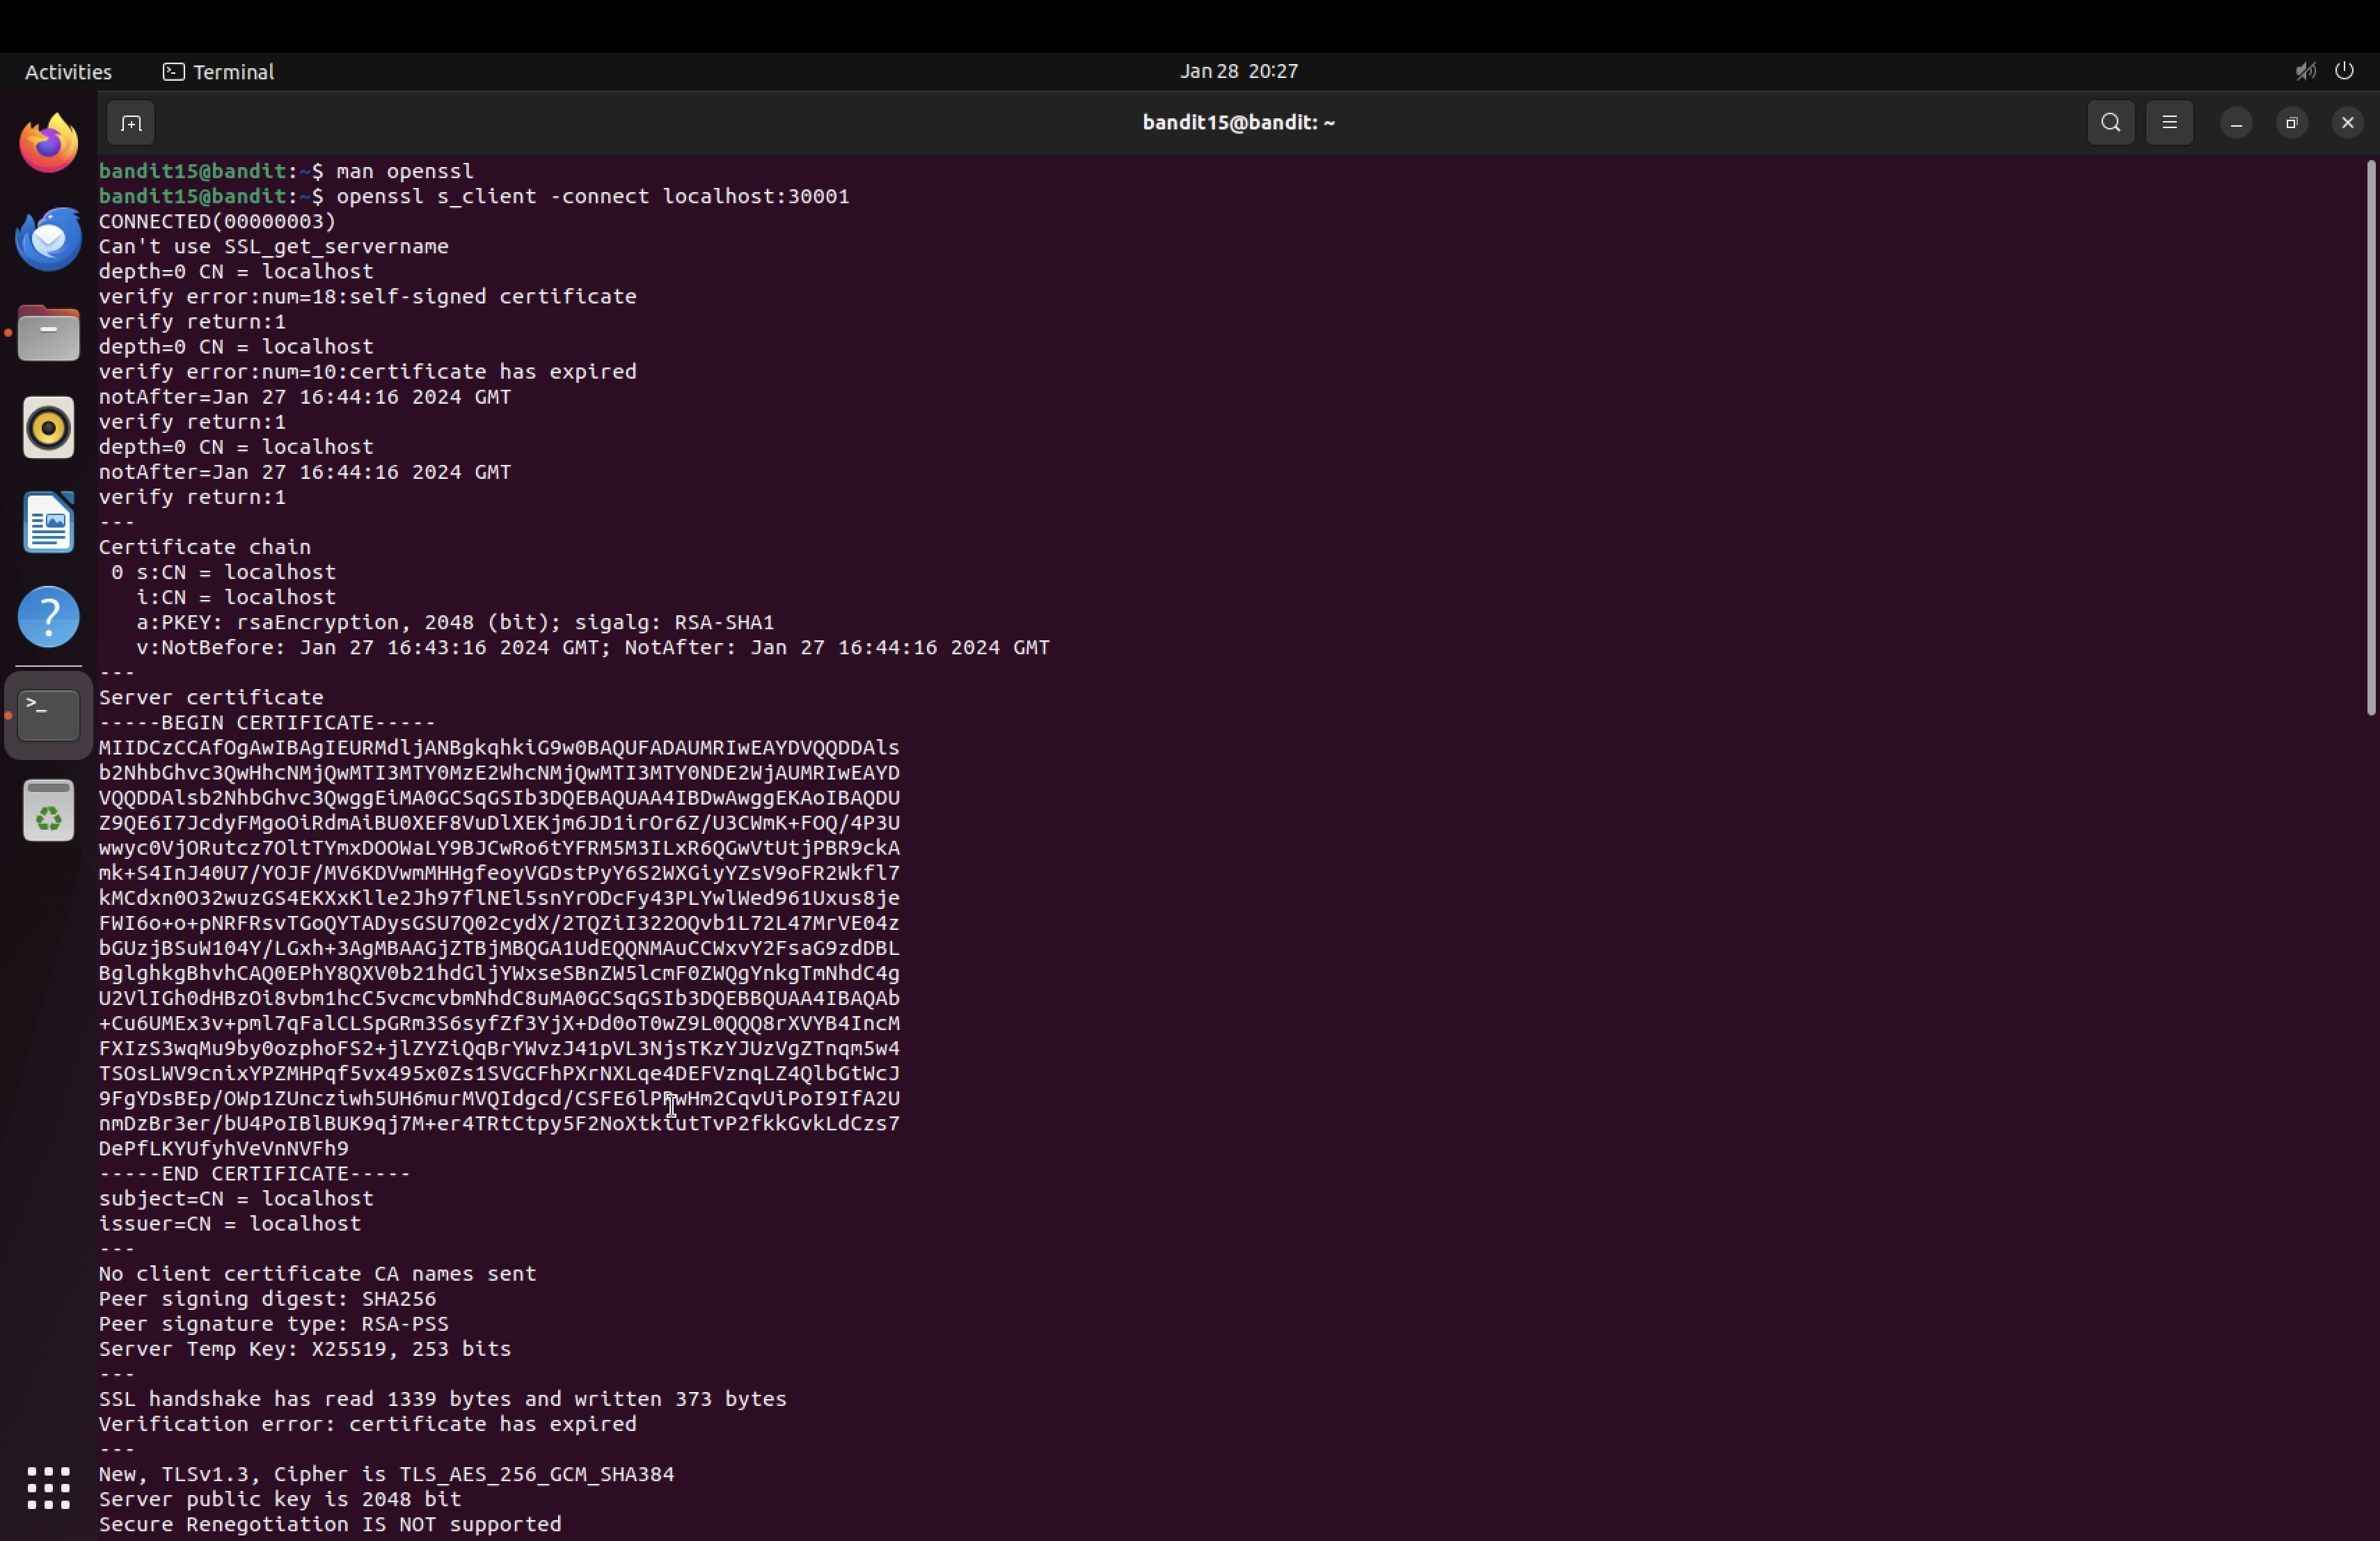 Activities
Terminal
Jan 28 20:27
bandit15@bandit: ~
bandit15@bandit:~$ man openssl
bandit15@bandit:~$ openssl s_client -connect localhost:30001
CONNECTED(00000003)
Can't use SSL_get_servername
depth=0 CN = localhost
verify error:num=18:self-signed certificate
verify return:1
depth=0 CN = localhost
verify error:num=10:certificate has expired
notAfter=Jan 27 16:44:16 2024 GMT
verify return:1
depth=0 CN = localhost
notAfter=Jan 27 16:44:16 2024 GMT
verify return:1
---
Certificate chain
 0 s:CN = localhost
   i:CN = localhost
   a:PKEY: rsaEncryption, 2048 (bit); sigalg: RSA-SHA1
   v:NotBefore: Jan 27 16:43:16 2024 GMT; NotAfter: Jan 27 16:44:16 2024 GMT
---
Server certificate
-----BEGIN CERTIFICATE-----
MIIDCzCCAfOgAwIBAgIEURMdljANBgkqhkiG9w0BAQUFADAUMRIwEAYDVQQDDAls
b2NhbGhvc3QwHhcNMjQwMTI3MTY0MzE2WhcNMjQwMTI3MTY0NDE2WjAUMRIwEAYD
VQQDDAlsb2NhbGhvc3QwggEiMA0GCSqGSIb3DQEBAQUAA4IBDwAwggEKAoIBAQDU
Z9QE6I7JcdyFMgoOiRdmAiBU0XEF8VuDlXEKjm6JD1irOr6Z/U3CWmK+FOQ/4P3U
wwyc0VjORutcz7OltTYmxDOOWaLY9BJCwRo6tYFRM5M3ILxR6QGwVtUtjPBR9ckA
mk+S4InJ40U7/YOJF/MV6KDVwmMHHgfeoyVGDstPyY6S2WXGiyYZsV9oFR2Wkfl7
kMCdxn0O32wuzGS4EKXxKlle2Jh97flNEl5snYrODcFy43PLYwlWed961Uxus8je
FWI6o+o+pNRFRsvTGoQYTADysGSU7Q02cydX/2TQZiI322OQvb1L72L47MrVE04z
bGUzjBSuW104Y/LGxh+3AgMBAAGjZTBjMBQGA1UdEQQNMAuCCWxvY2FsaG9zdDBL
BglghkgBhvhCAQ0EPhY8QXV0b21hdGljYWxseSBnZW5lcmF0ZWQgYnkgTmNhdC4g
U2VlIGh0dHBzOi8vbm1hcC5vcmcvbmNhdC8uMA0GCSqGSIb3DQEBBQUAA4IBAQAb
+Cu6UMEx3v+pml7qFalCLSpGRm3S6syfZf3YjX+Dd0oT0wZ9L0QQQ8rXVYB4IncM
FXIzS3wqMu9by0ozphoFS2+jlZYZiQqBrYWvzJ41pVL3NjsTKzYJUzVgZTnqm5w4
TSOsLWV9cnixYPZMHPqf5vx495x0Zs1SVGCFhPXrNXLqe4DEFVznqLZ4QlbGtWcJ
9FgYDsBEp/OWp1ZUncziwh5UH6murMVQIdgcd/CSFE6lPRwHm2CqvUiPoI9IfA2U
nmDzBr3er/bU4PoIBlBUK9qj7M+er4TRtCtpy5F2NoXtkiutTvP2fkkGvkLdCzs7
DePfLKYUfyhVeVnNVFh9
-----END CERTIFICATE-----
subject=CN = localhost
issuer=CN = localhost
---
No client certificate CA names sent
Peer signing digest: SHA256
Peer signature type: RSA-PSS
Server Temp Key: X25519, 253 bits
---
SSL handshake has read 1339 bytes and written 373 bytes
Verification error: certificate has expired
---
New, TLSv1.3, Cipher is TLS_AES_256_GCM_SHA384
Server public key is 2048 bit
Secure Renegotiation IS NOT supported